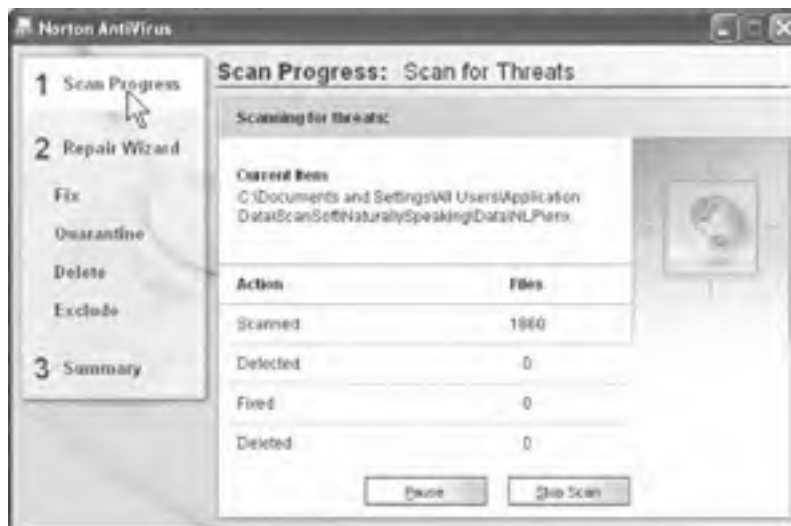 Norton AntiVirus
1 Scan Progress
2 Repair Wizard
Fix
Quarantine
Delete
Exclude
3 Summary
Scan Progress: Scan for Threats
Scanning for threats:
Current Item
C:\Documents and Settings\All Users\Application
Data\ScanSoft\NaturallySpeaking\Data\NLP\enx
Action Files
Scanned 1860
Detected 0
Fixed 0
Deleted 0
Pause Stop Scan